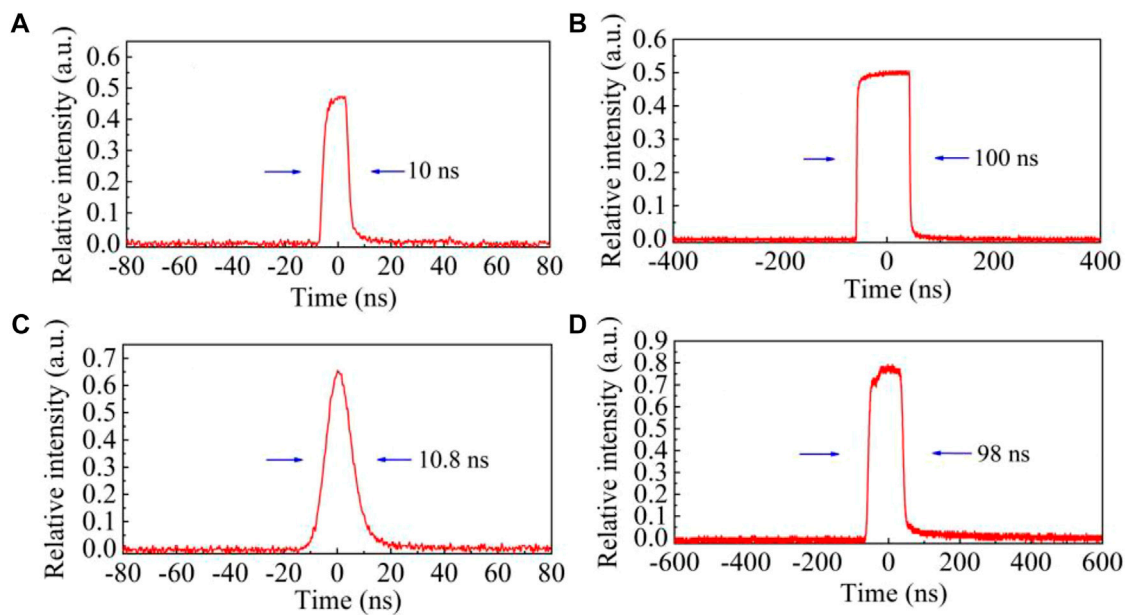 A
Relative intensity (a.u.)
0.6
0.5
0.4
0.3
0.2
0.1
0.0
10 ns
-80 -60 -40 -20 0 20 40 60 80
Time (ns)
B
Relative intensity (a.u.)
0.6
0.5
0.4
0.3
0.2
0.1
0.0
100 ns
-400 -200 0 200 400
Time (ns)
C
Relative intensity (a.u.)
0.7
0.6
0.5
0.4
0.3
0.2
0.1
0.0
10.8 ns
-80 -60 -40 -20 0 20 40 60 80
Time (ns)
D
Relative intensity (a.u.)
0.9
0.8
0.7
0.6
0.5
0.4
0.3
0.2
0.1
0.0
98 ns
-600 -400 -200 0 200 400 600
Time (ns)